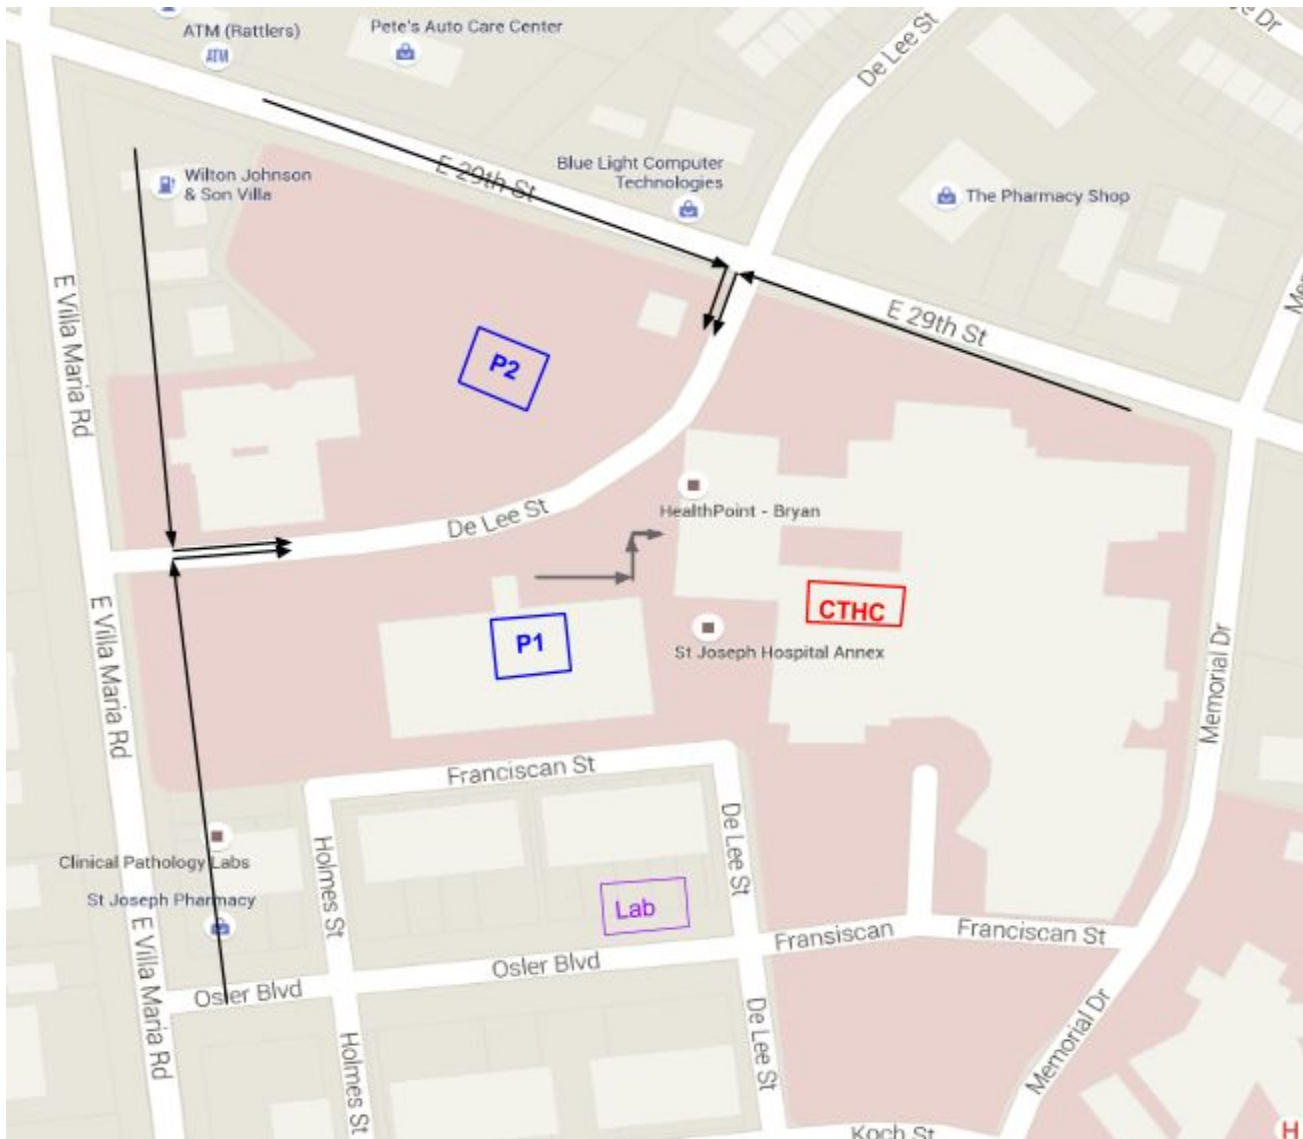 ATM (Rattlers)
ATM
Pete's Auto Care Center
De Lee St
Wilton Johnson
& Son Villa
E 29th St
Blue Light Computer
Technologies
The Pharmacy Shop
E Villa Maria Rd
P2
E 29th St
De Lee St
HealthPoint - Bryan
E Villa Maria Rd
P1
CTHC
St Joseph Hospital Annex
Memorial Dr
Franciscan St
Clinical Pathology Labs
St Joseph Pharmacy
Holmes St
De Lee St
Lab
E Villa Maria Rd
Osler Blvd
Osler Blvd
Fransiscan
Franciscan St
Holmes St
De Lee St
Memorial Dr
Koch St
H